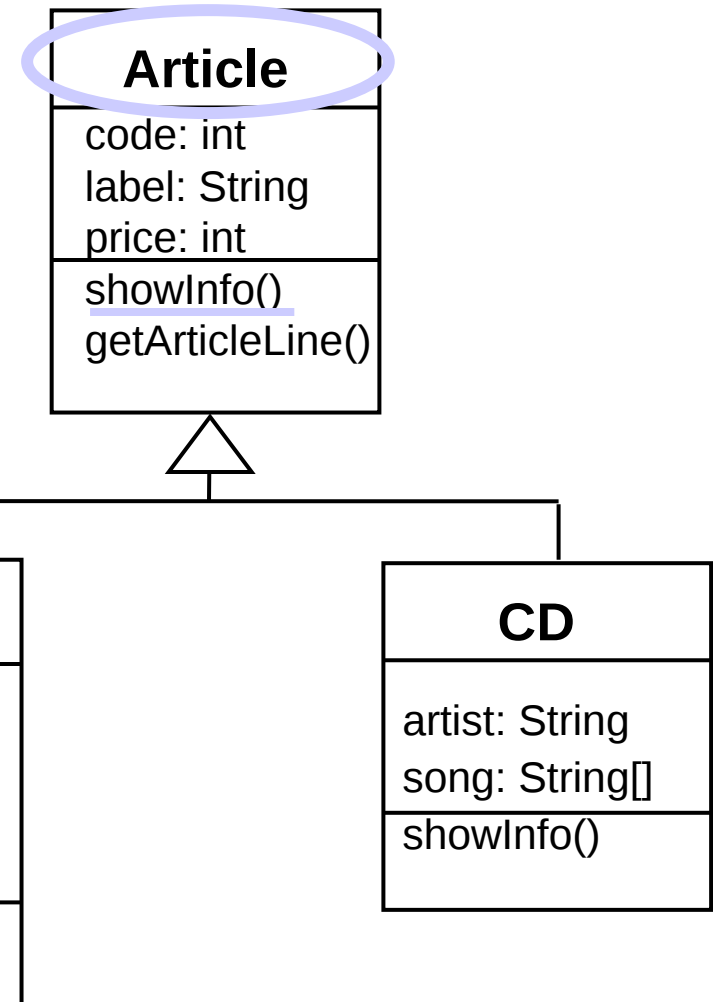 Article
code: int
label: String
price: int
showInfo()
getArticleLine()
CD
artist: String
song: String[]
showInfo()